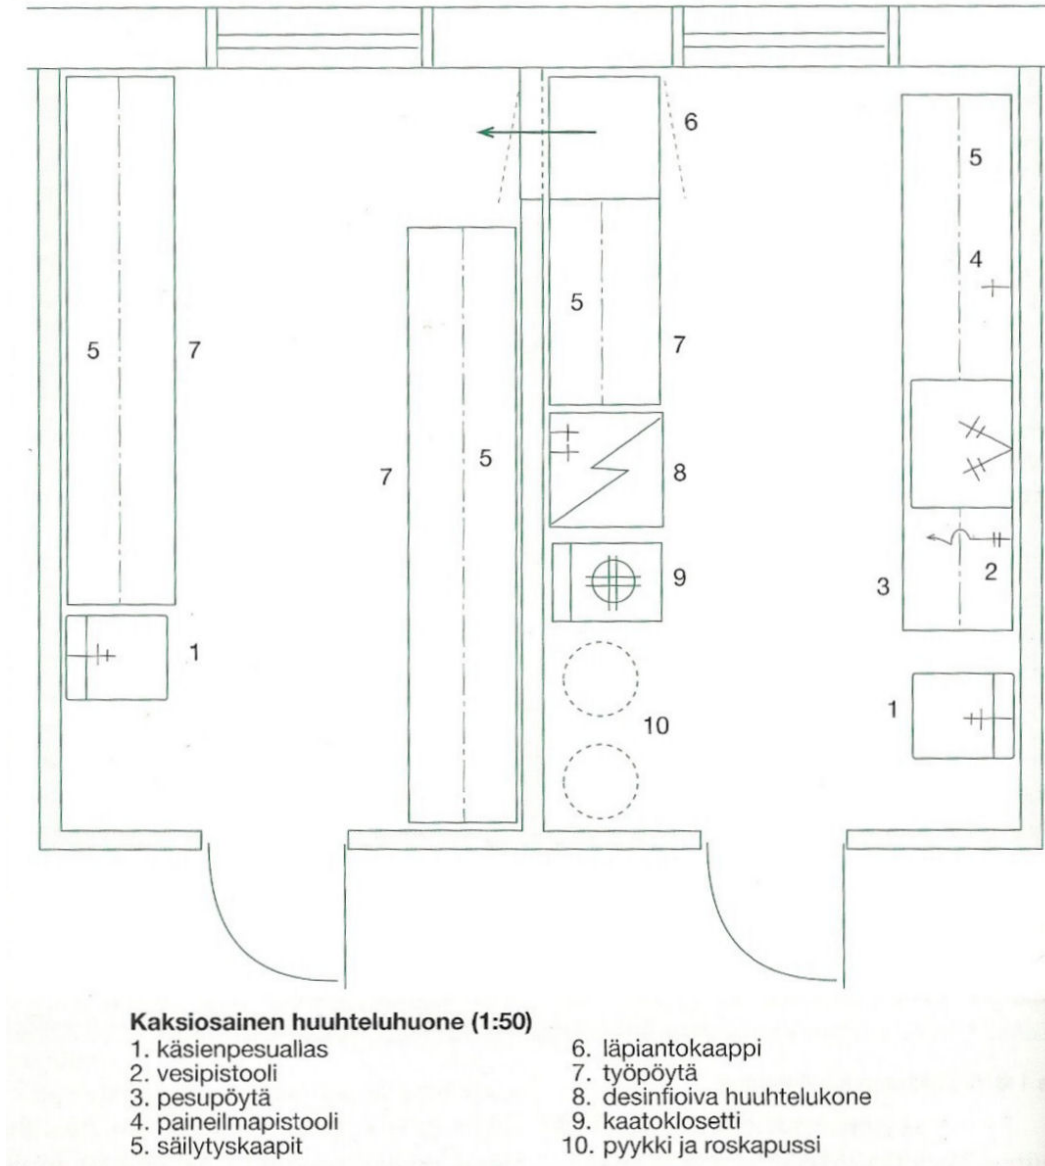 6
5
4
5
5
7
7
5
7
8
2
9
3
1
1
10
Kaksiosainen huuhteluhuone (1:50)
1. käsienpesuallas
2. vesipistooli
3. pesupöytä
4. paineilmapistooli
5. säilytyskaapit
6. läpiantokaappi
7. työpöytä
8. desinfioiva huuhtelukone
9. kaatoklosetti
10. pyykki ja roskapussi